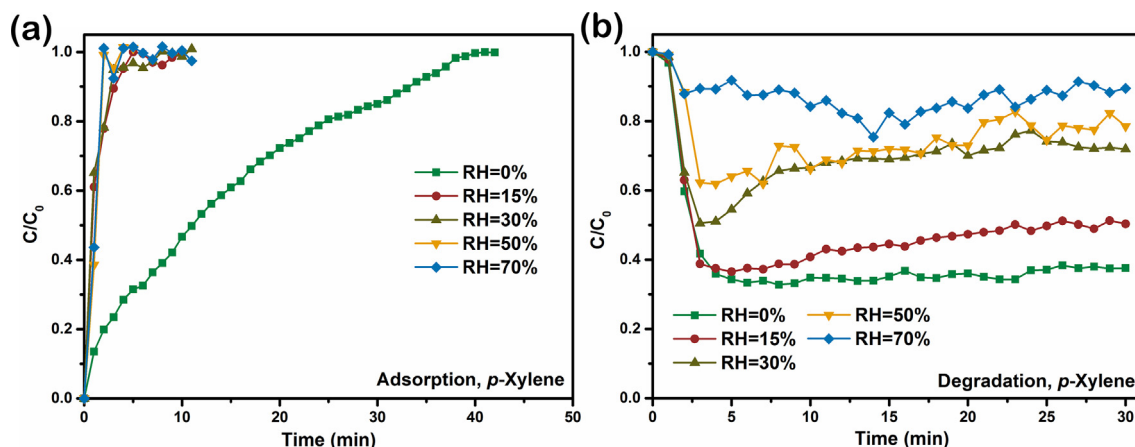 (a)
C/C0
1.0
0.8
0.6
0.4
0.2
0.0
RH=0%
RH=15%
RH=30%
RH=50%
RH=70%
Adsorption, p-Xylene
0 10 20 30 40 50
Time (min)
(b)
C/C0
1.0
0.8
0.6
0.4
0.2
0.0
RH=0% RH=50%
RH=15% RH=70%
RH=30%
Degradation, p-Xylene
0 5 10 15 20 25 30
Time (min)